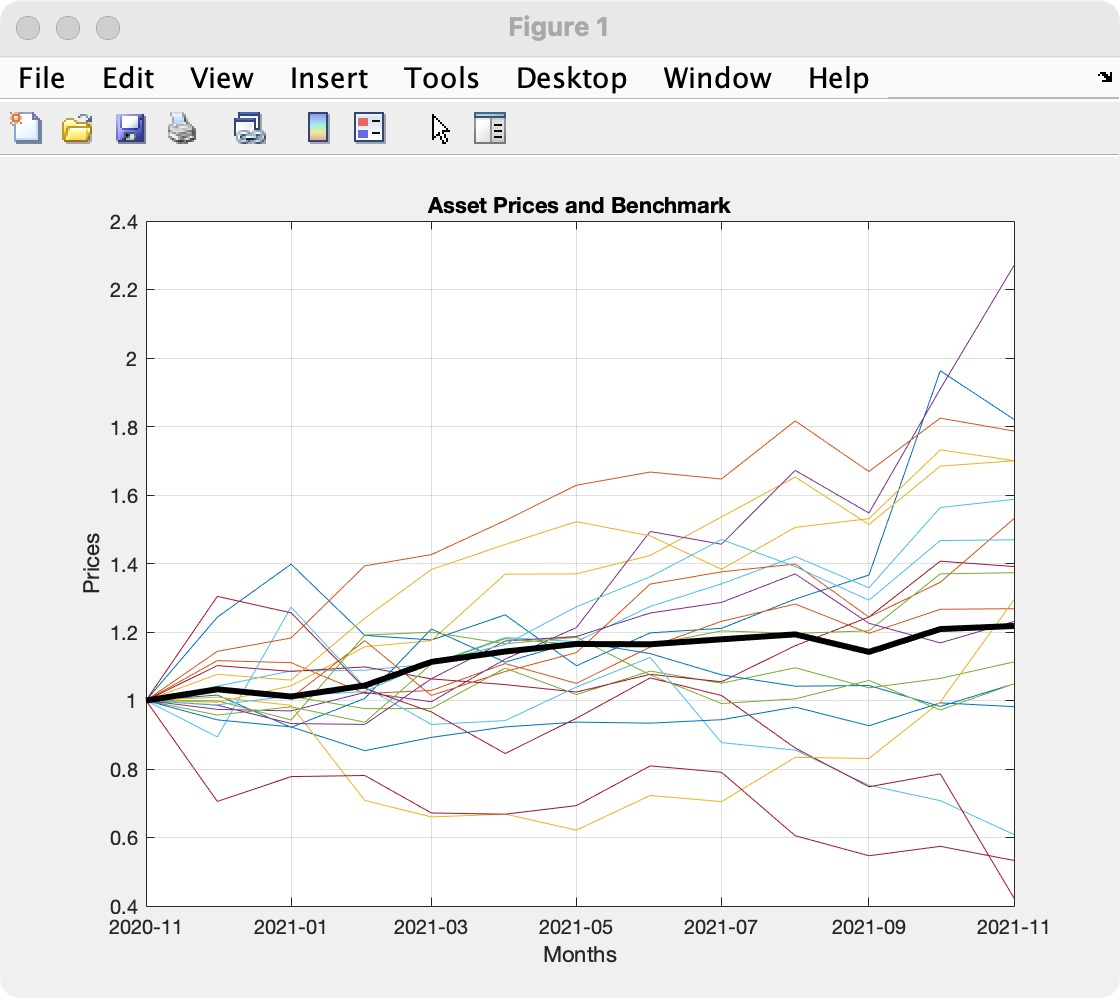 Figure 1
File Edit View Insert Tools Desktop Window Help
Asset Prices and Benchmark
2.4
2.2
2
1.8
1.6
1.4
1.2
1
0.8
0.6
0.4
Prices
2020-11 2021-01 2021-03 2021-05 2021-07 2021-09 2021-11
Months